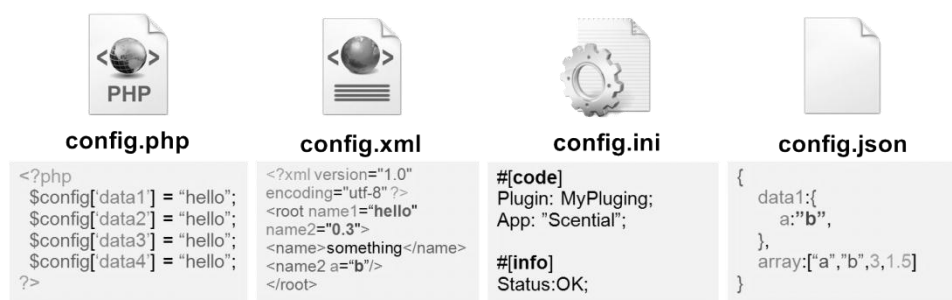 PHP
config.php
<?php
$config['data1'] = “hello”;
$config['data2'] = “hello”;
$config['data3'] = “hello”;
$config['data4'] = “hello”;
?>
config.xml
<?xml version="1.0"
encoding="utf-8" ?>
<root name1=“hello"
name2="0.3">
<name>something</name>
<name2 a=“b”/>
</root>
config.ini
#[code]
Plugin: MyPluging;
App: ”Scential”;
#[info]
Status:OK;
config.json
{
data1:{
a:”b”,
},
array:[“a”,”b”,3,1.5]
}